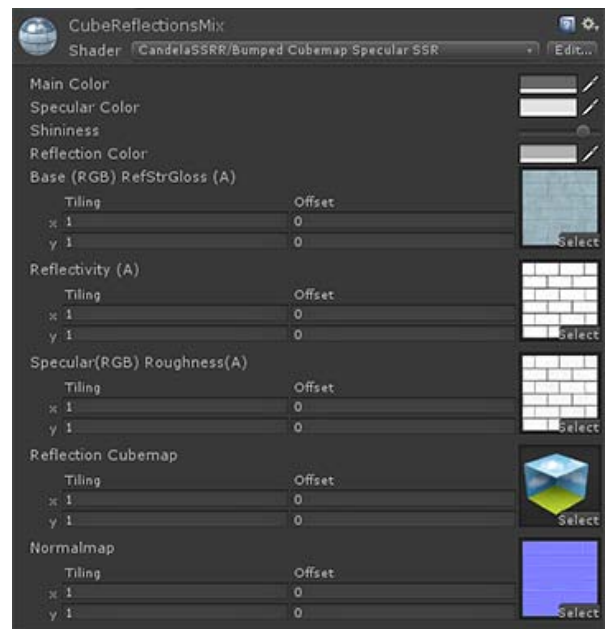 CubeReflectionsMix
Shader CandelaSSRR/Bumped Cubemap Specular SSR Edit...
Main Color
Specular Color
Shininess
Reflection Color
Base (RGB) RefStrGloss (A)
Tiling Offset
x 1 0
y 1 0
Select
Reflectivity (A)
Tiling Offset
x 1 0
y 1 0
Select
Specular(RGB) Roughness(A)
Tiling Offset
x 1 0
y 1 0
Select
Reflection Cubemap
Tiling Offset
x 1 0
y 1 0
Select
Normalmap
Tiling Offset
x 1 0
y 1 0
Select